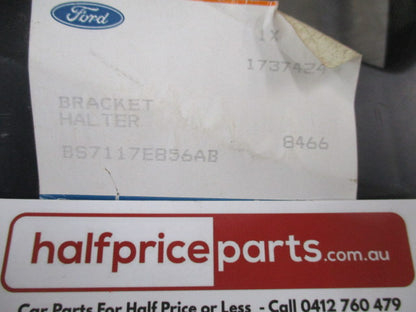 Ford
1X
1737424
BRACKET
HALTER
8466
BS7117E856AB
halfpriceparts.com.au
Car Parts For Half Price or Less - Call 0412 760 479